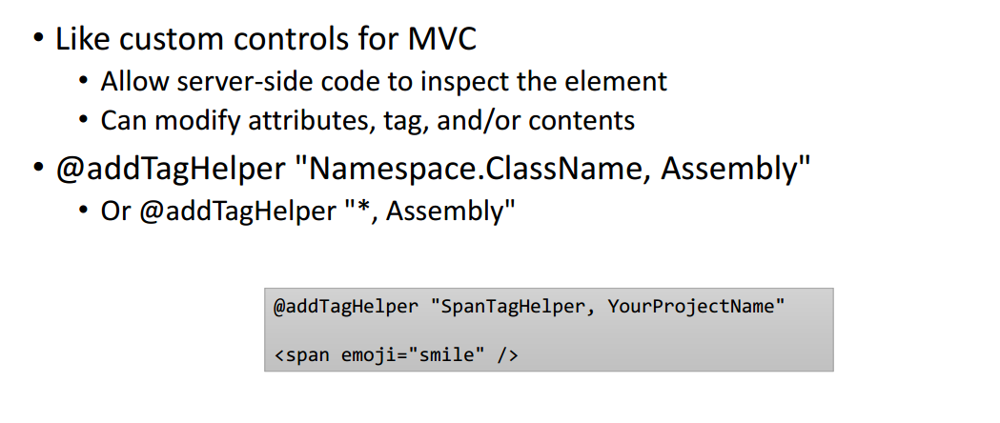 • Like custom controls for MVC
• Allow server-side code to inspect the element
• Can modify attributes, tag, and/or contents
• @addTagHelper "Namespace.ClassName, Assembly"
• Or @addTagHelper "*, Assembly"
@addTagHelper "SpanTagHelper, YourProjectName"
<span emoji="smile" />